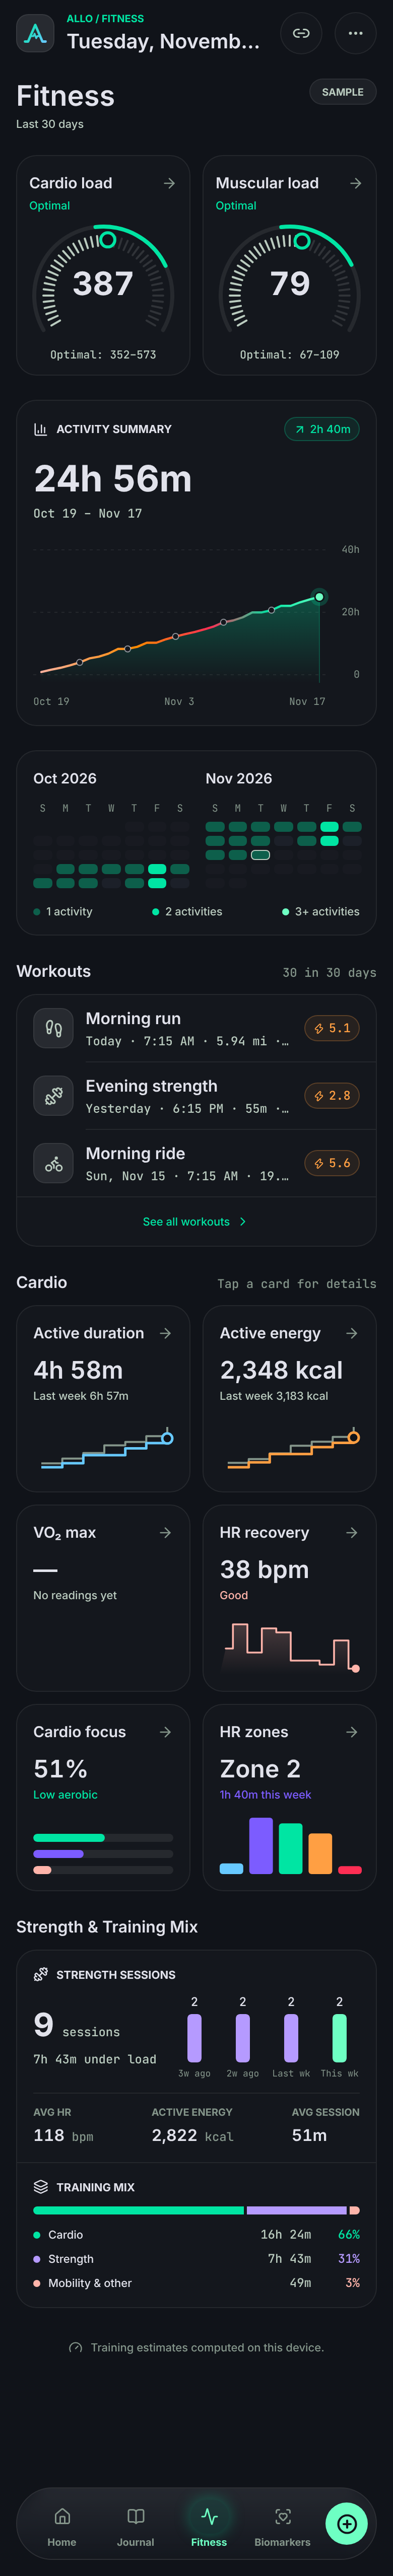 ALLO / FITNESS
Tuesday, Novemb...
Fitness
SAMPLE
Last 30 days
Cardio load
Optimal
387
Optimal: 352–573
Muscular load
Optimal
79
Optimal: 67–109
ACTIVITY SUMMARY
2h 40m
24h 56m
Oct 19 – Nov 17
40h
20h
0
Oct 19 Nov 3 Nov 17
Oct 2026
S M T W T F S
Nov 2026
S M T W T F S
1 activity 2 activities 3+ activities
Workouts 30 in 30 days
Morning run
Today · 7:15 AM · 5.94 mi ·…
5.1
Evening strength
Yesterday · 6:15 PM · 55m ·…
2.8
Morning ride
Sun, Nov 15 · 7:15 AM · 19.…
5.6
See all workouts
Cardio Tap a card for details
Active duration
4h 58m
Last week 6h 57m
Active energy
2,348 kcal
Last week 3,183 kcal
VO₂ max
—
No readings yet
HR recovery
38 bpm
Good
Cardio focus
51%
Low aerobic
HR zones
Zone 2
1h 40m this week
Strength & Training Mix
STRENGTH SESSIONS
9 sessions
7h 43m under load
2 2 2 2
3w ago 2w ago Last wk This wk
AVG HR
118 bpm
ACTIVE ENERGY
2,822 kcal
AVG SESSION
51m
TRAINING MIX
Cardio 16h 24m 66%
Strength 7h 43m 31%
Mobility & other 49m 3%
Training estimates computed on this device.
Home Journal Fitness Biomarkers